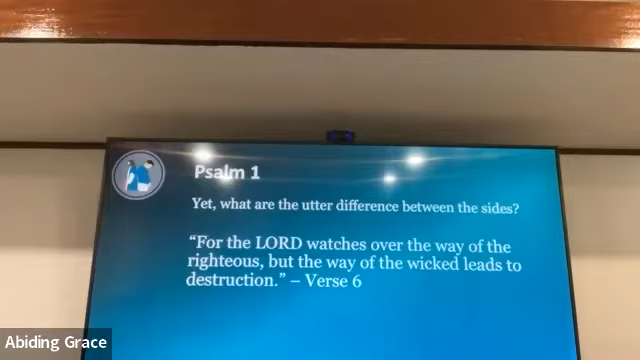 Psalm 1
Yet, what are the utter difference between the sides?
“For the LORD watches over the way of the
righteous, but the way of the wicked leads to
destruction.” – Verse 6
Abiding Grace